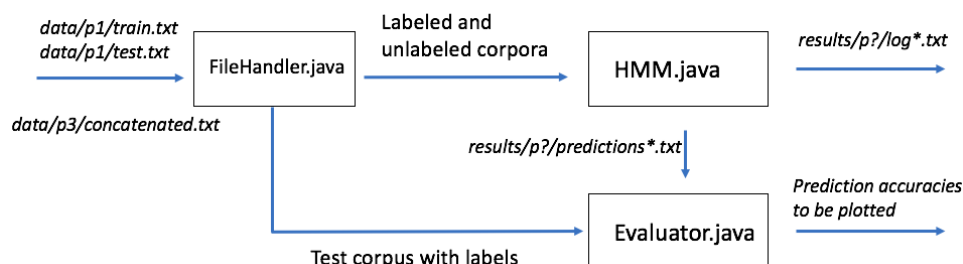 data/p1/train.txt
data/p1/test.txt
FileHandler.java
data/p3/concatenated.txt
Labeled and
unlabeled corpora
HMM.java
results/p?/log*.txt
results/p?/predictions*.txt
Evaluator.java
Prediction accuracies
to be plotted
Test corpus with labels